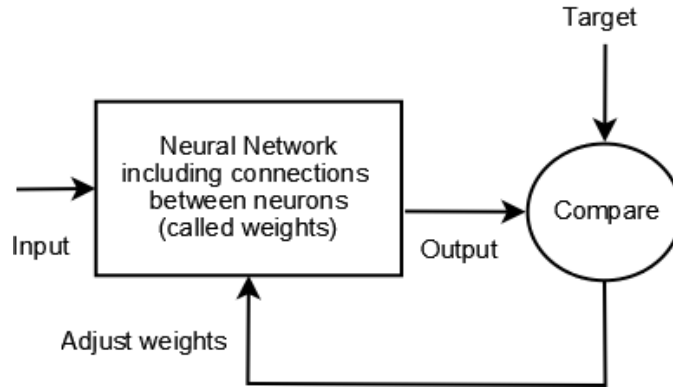 Target
Neural Network
including connections
between neurons
(called weights)
Compare
Input
Output
Adjust weights